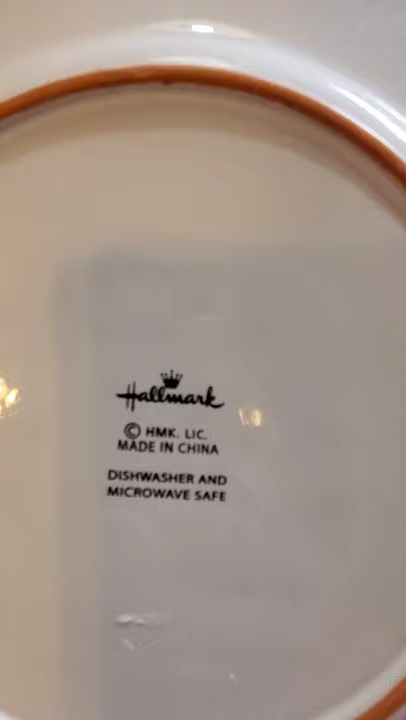 Hallmark
© HMK. LIC.
MADE IN CHINA
DISHWASHER AND
MICROWAVE SAFE